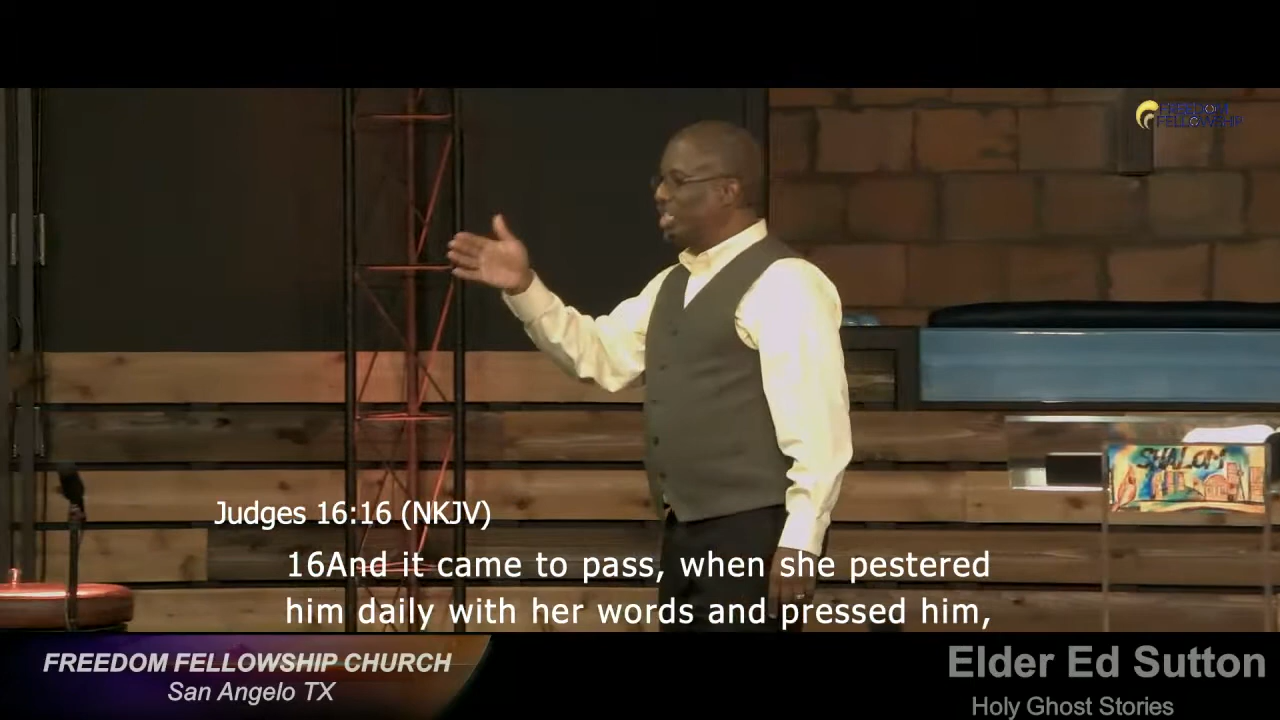 FREEDOM
FELLOWSHIP
SHALOM
Judges 16:16 (NKJV)
16And it came to pass, when she pestered
him daily with her words and pressed him,
FREEDOM FELLOWSHIP CHURCH
San Angelo TX
Elder Ed Sutton
Holy Ghost Stories